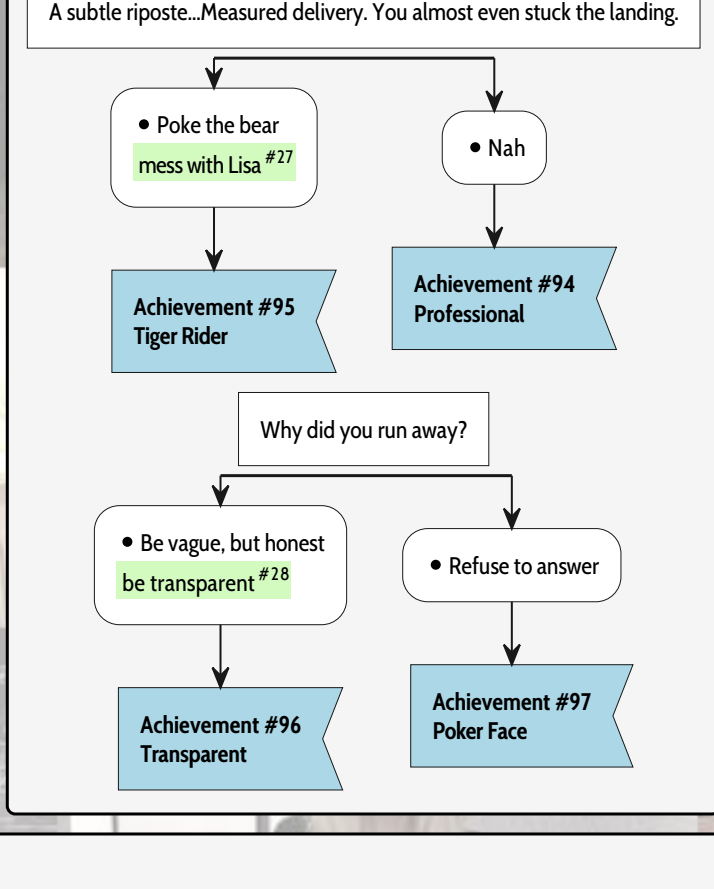 A subtle riposte...Measured delivery. You almost even stuck the landing.
• Poke the bear
mess with Lisa #27
• Nah
Achievement #95
Tiger Rider
Achievement #94
Professional
Why did you run away?
• Be vague, but honest
be transparent #28
• Refuse to answer
Achievement #96
Transparent
Achievement #97
Poker Face